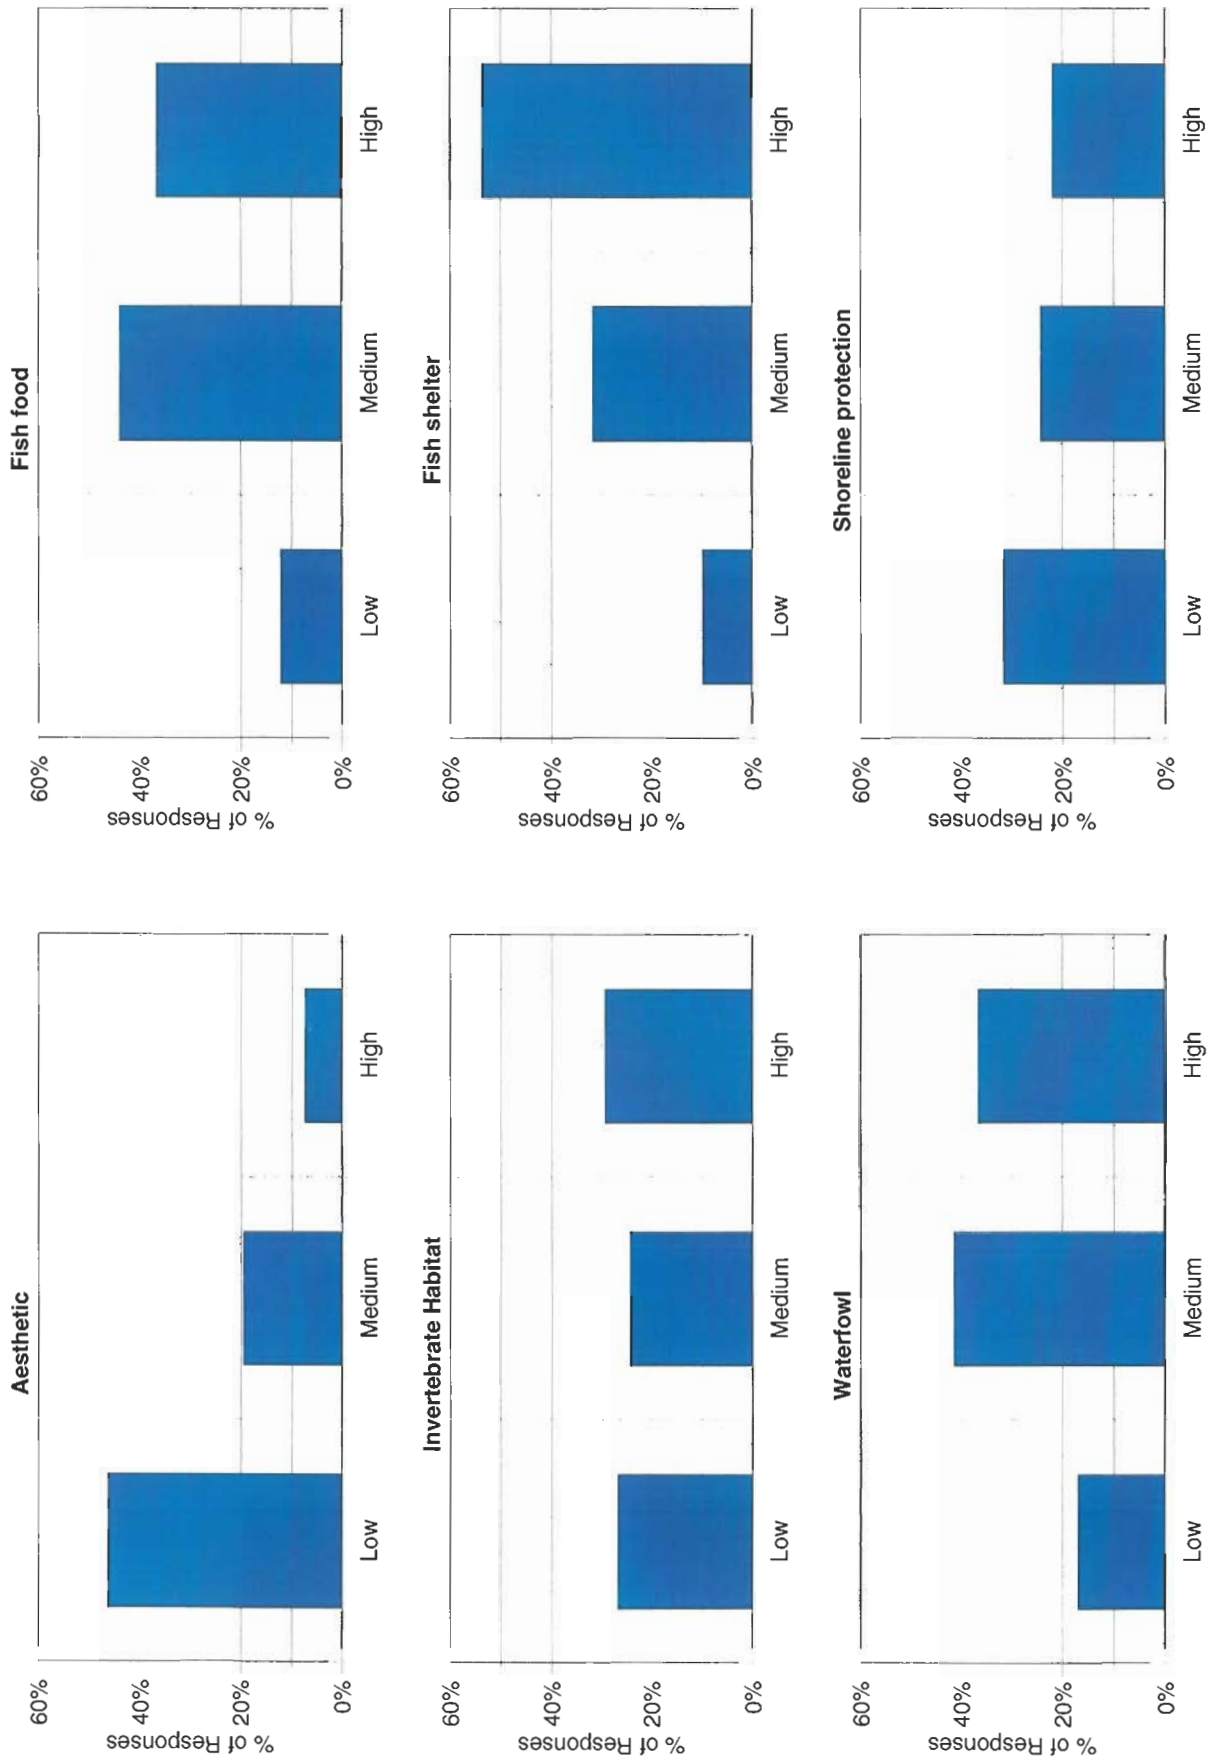 Aesthetic
% of Responses
60%
40%
20%
0%
Low
Medium
High
Fish food
% of Responses
60%
40%
20%
0%
Low
Medium
High
Invertebrate Habitat
% of Responses
60%
40%
20%
0%
Low
Medium
High
Fish shelter
% of Responses
60%
40%
20%
0%
Low
Medium
High
Waterfowl
% of Responses
60%
40%
20%
0%
Low
Medium
High
Shoreline protection
% of Responses
60%
40%
20%
0%
Low
Medium
High